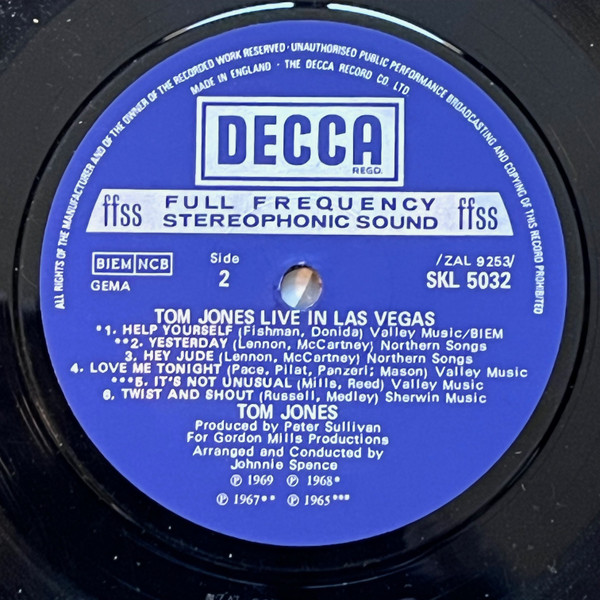 ALL RIGHTS OF THE MANUFACTURER AND OF THE OWNER OF THE RECORDED WORK RESERVED · UNAUTHORISED PUBLIC PERFORMANCE BROADCASTING AND COPYING OF THIS RECORD PROHIBITED
MADE IN ENGLAND · THE DECCA RECORD CO. LTD
DECCA
REGD.
ffss FULL FREQUENCY STEREOPHONIC SOUND ffss
BIEM NCB
GEMA
Side
2
/ZAL 9253/
SKL 5032
TOM JONES LIVE IN LAS VEGAS
*1. HELP YOURSELF (Fishman, Donida) Valley Music/BIEM
**2. YESTERDAY (Lennon, McCartney) Northern Songs
3. HEY JUDE (Lennon, McCartney) Northern Songs
4. LOVE ME TONIGHT (Pace, Pilat, Panzeri; Mason) Valley Music
***5. IT'S NOT UNUSUAL (Mills, Reed) Valley Music
6. TWIST AND SHOUT (Russell, Medley) Sherwin Music
TOM JONES
Produced by Peter Sullivan
For Gordon Mills Productions
Arranged and Conducted by
Johnnie Spence
℗ 1969 ℗ 1968*
℗ 1967** ℗ 1965***